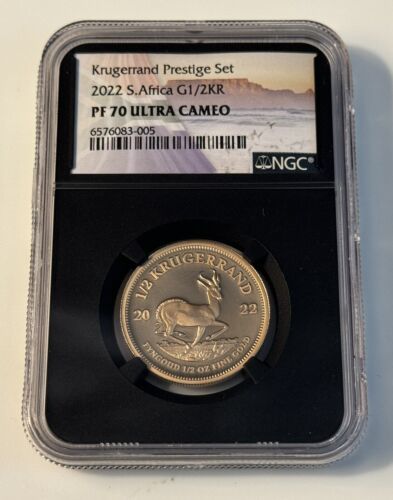 Krugerrand Prestige Set
2022 S.Africa G1/2KR
PF 70 ULTRA CAMEO
6576083-005
NGC®
1/2 KRUGERRAND
20 22
FYNGOUD 1/2 OZ FINE GOLD